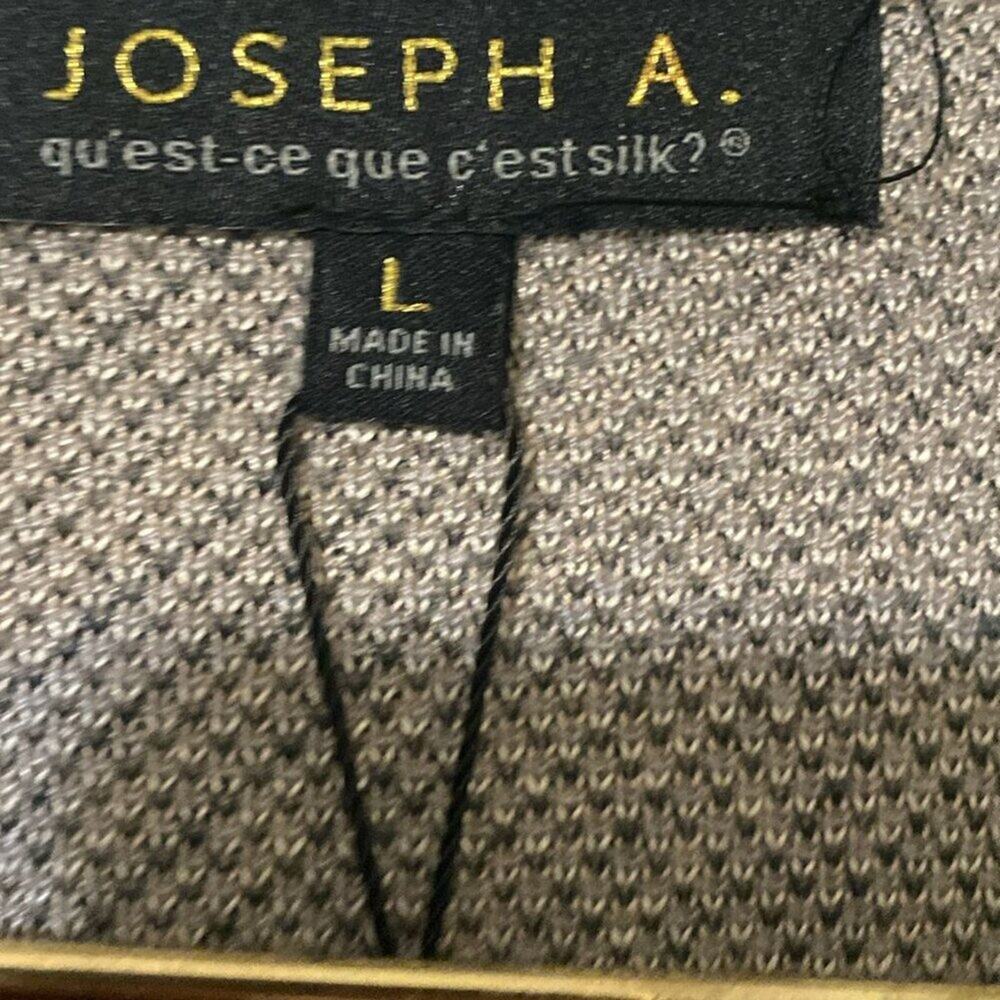 JOSEPH A.
qu'est-ce que c'est silk?®
L
MADE IN
CHINA